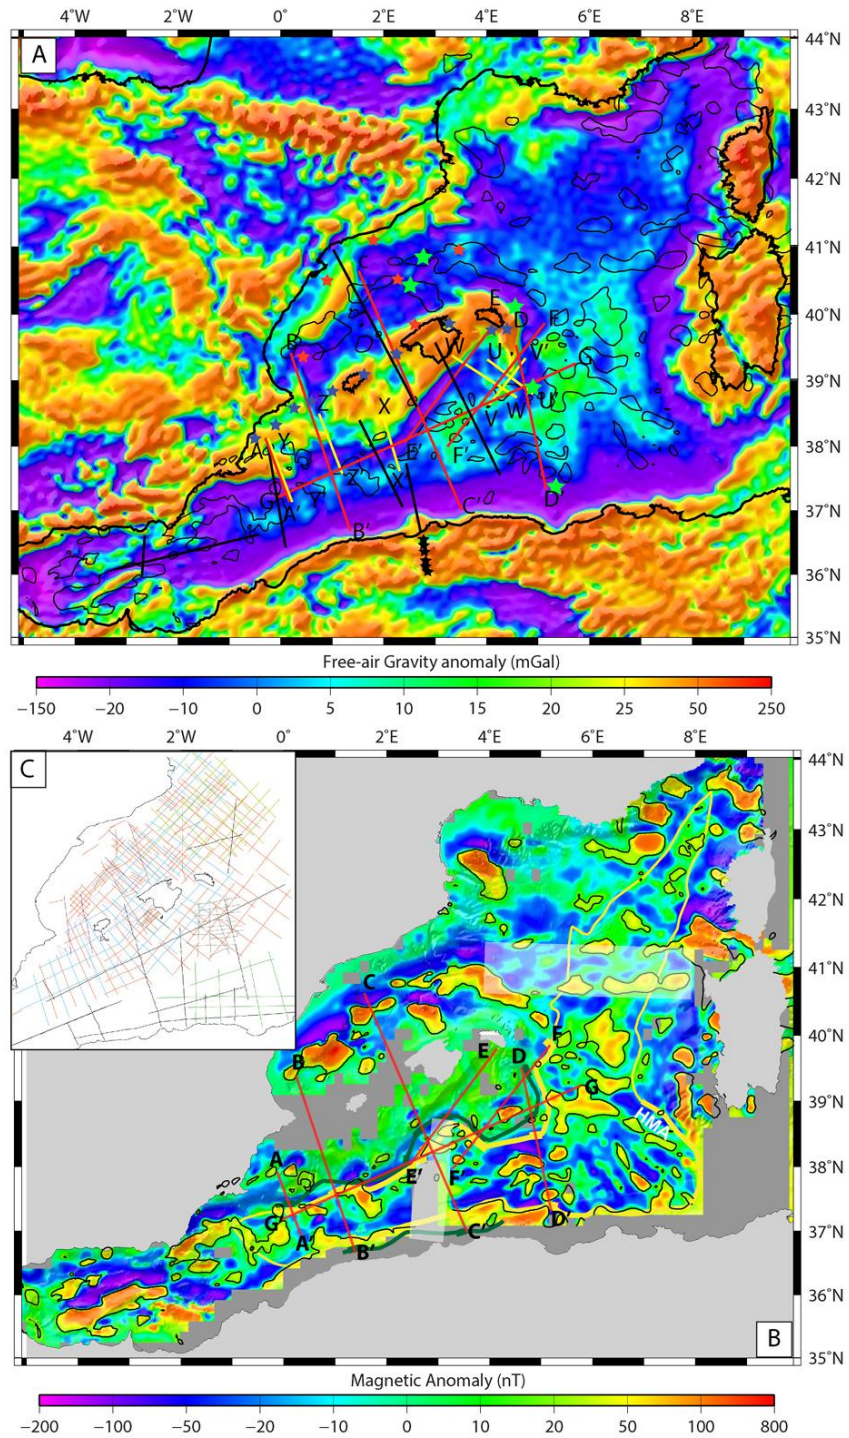 4˚W 2˚W 0˚ 2˚E 4˚E 6˚E 8˚E
A
44˚N
43˚N
42˚N
41˚N
40˚N
39˚N
38˚N
37˚N
36˚N
35˚N
C
E
B
D
F
W
U
V'
G
Z
X
V
W'
U'
A
Y
B'
F'
Z'
X'
G'
Y'
A'
C'
D'
B'
Free-air Gravity anomaly (mGal)
−150 −20 −10 0 5 10 15 20 25 50 250
4˚W 2˚W 0˚ 2˚E 4˚E 6˚E 8˚E
C
44˚N
43˚N
42˚N
41˚N
40˚N
39˚N
38˚N
37˚N
36˚N
35˚N
C
F
E
D
B
G
HMA
A
E'
F'
G'
A'
B'
C'
D'
B
Magnetic Anomaly (nT)
−200 −100 −50 −20 −10 0 10 20 50 100 800